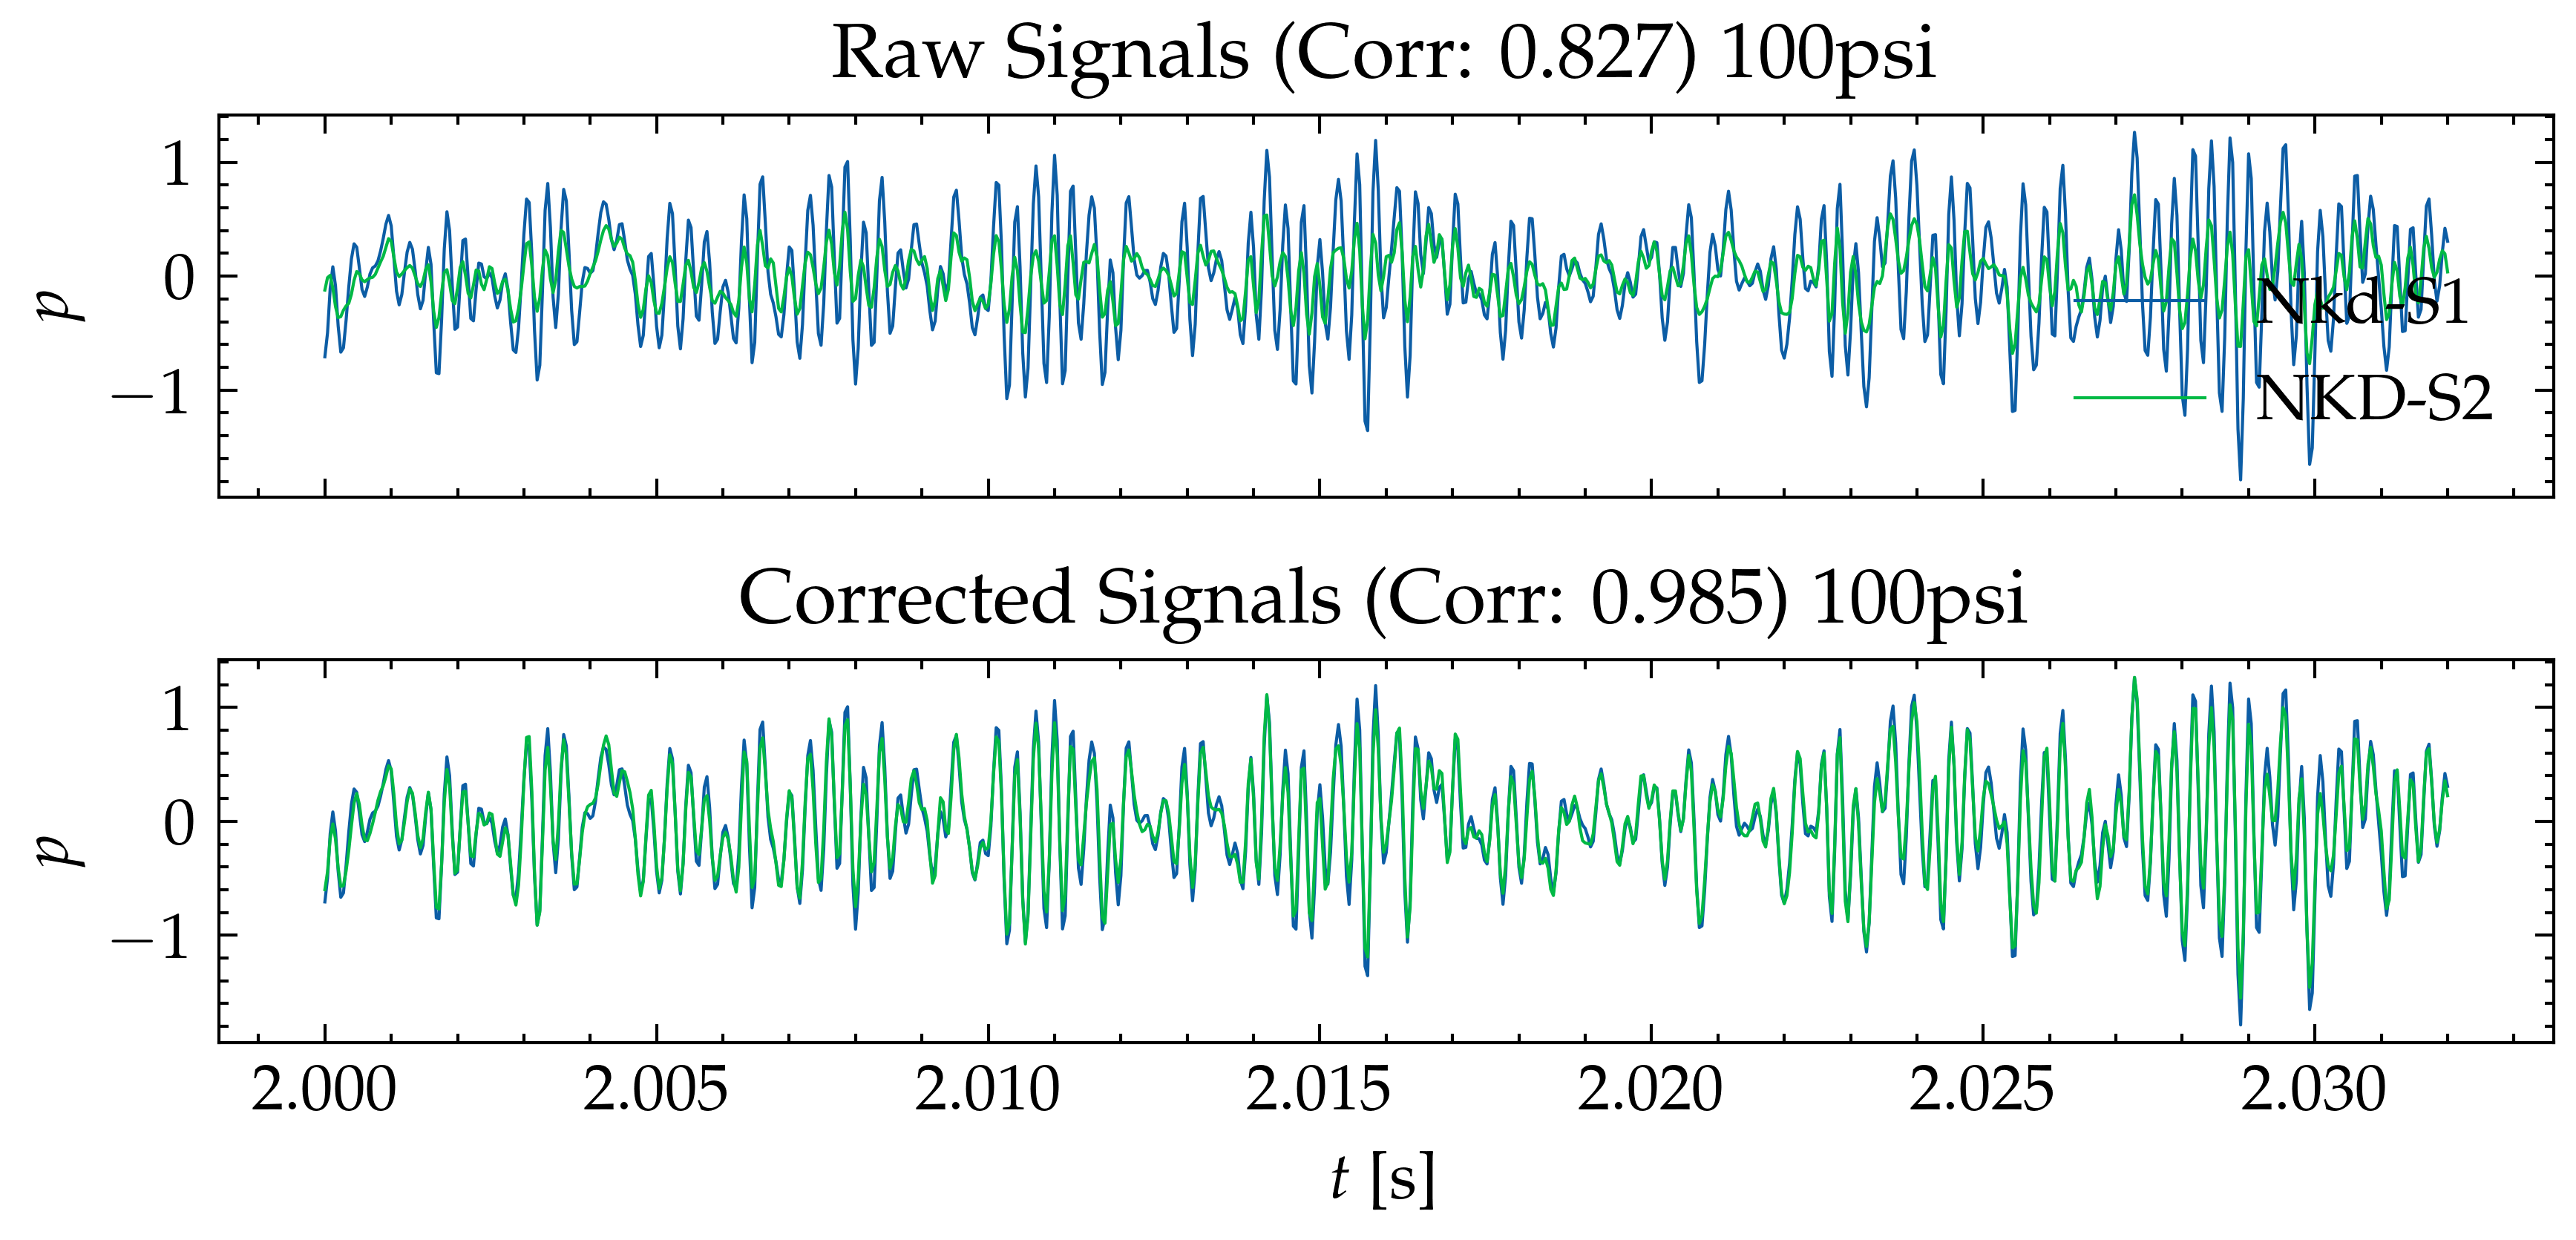 Raw Signals (Corr: 0.827) 100psi
1
0
−1
p
Nkd-S1
NKD-S2
Corrected Signals (Corr: 0.985) 100psi
1
0
−1
p
2.000 2.005 2.010 2.015 2.020 2.025 2.030
t [s]